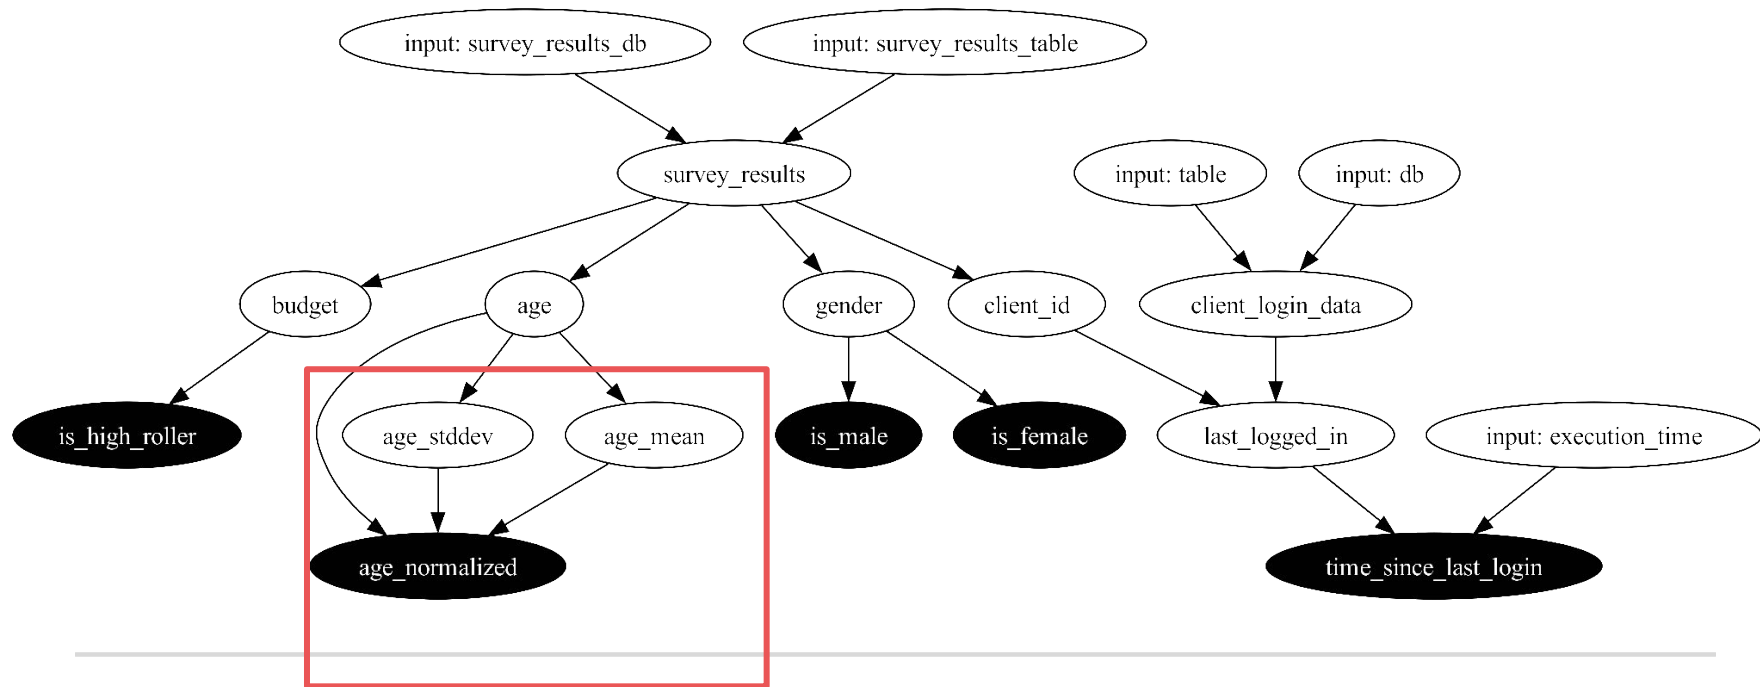 input: survey_results_db
input: survey_results_table
survey_results
input: table
input: db
budget
age
gender
client_id
client_login_data
is_high_roller
age_stddev
age_mean
is_male
is_female
last_logged_in
input: execution_time
age_normalized
time_since_last_login